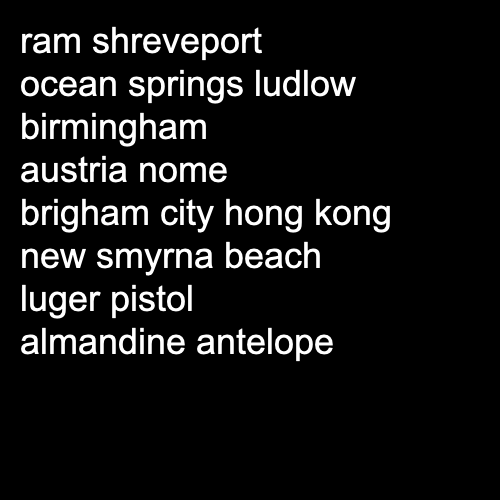 ram shreveport
ocean springs ludlow
birmingham
austria nome
brigham city hong kong
new smyrna beach
luger pistol
almandine antelope